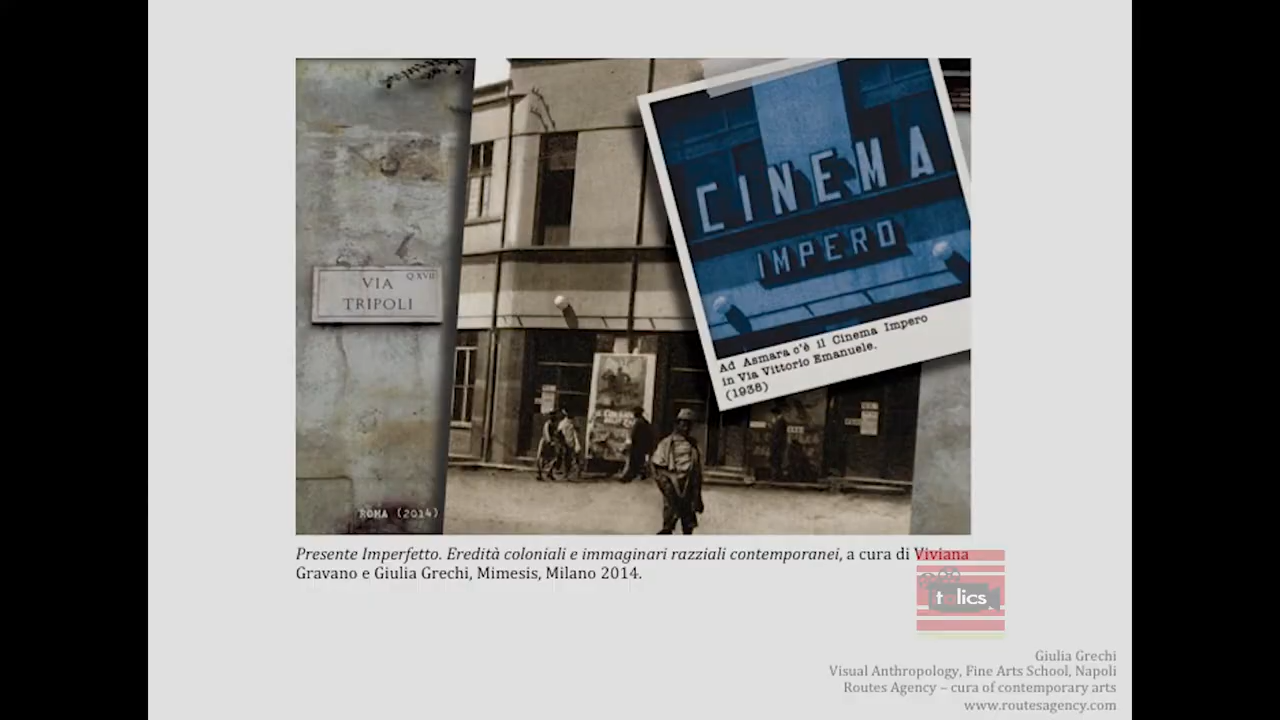 VIA
Q XVII
TRIPOLI
CINEMA
IMPERO
Ad Asmara c'è il Cinema Impero
in Via Vittorio Emanuele.
(1938)
ROMA (2014)
Presente Imperfetto. Eredità coloniali e immaginari razziali contemporanei, a cura di Viviana
Gravano e Giulia Grechi, Mimesis, Milano 2014.
talics
Giulia Grechi
Visual Anthropology, Fine Arts School, Napoli
Routes Agency – cura of contemporary arts
www.routesagency.com